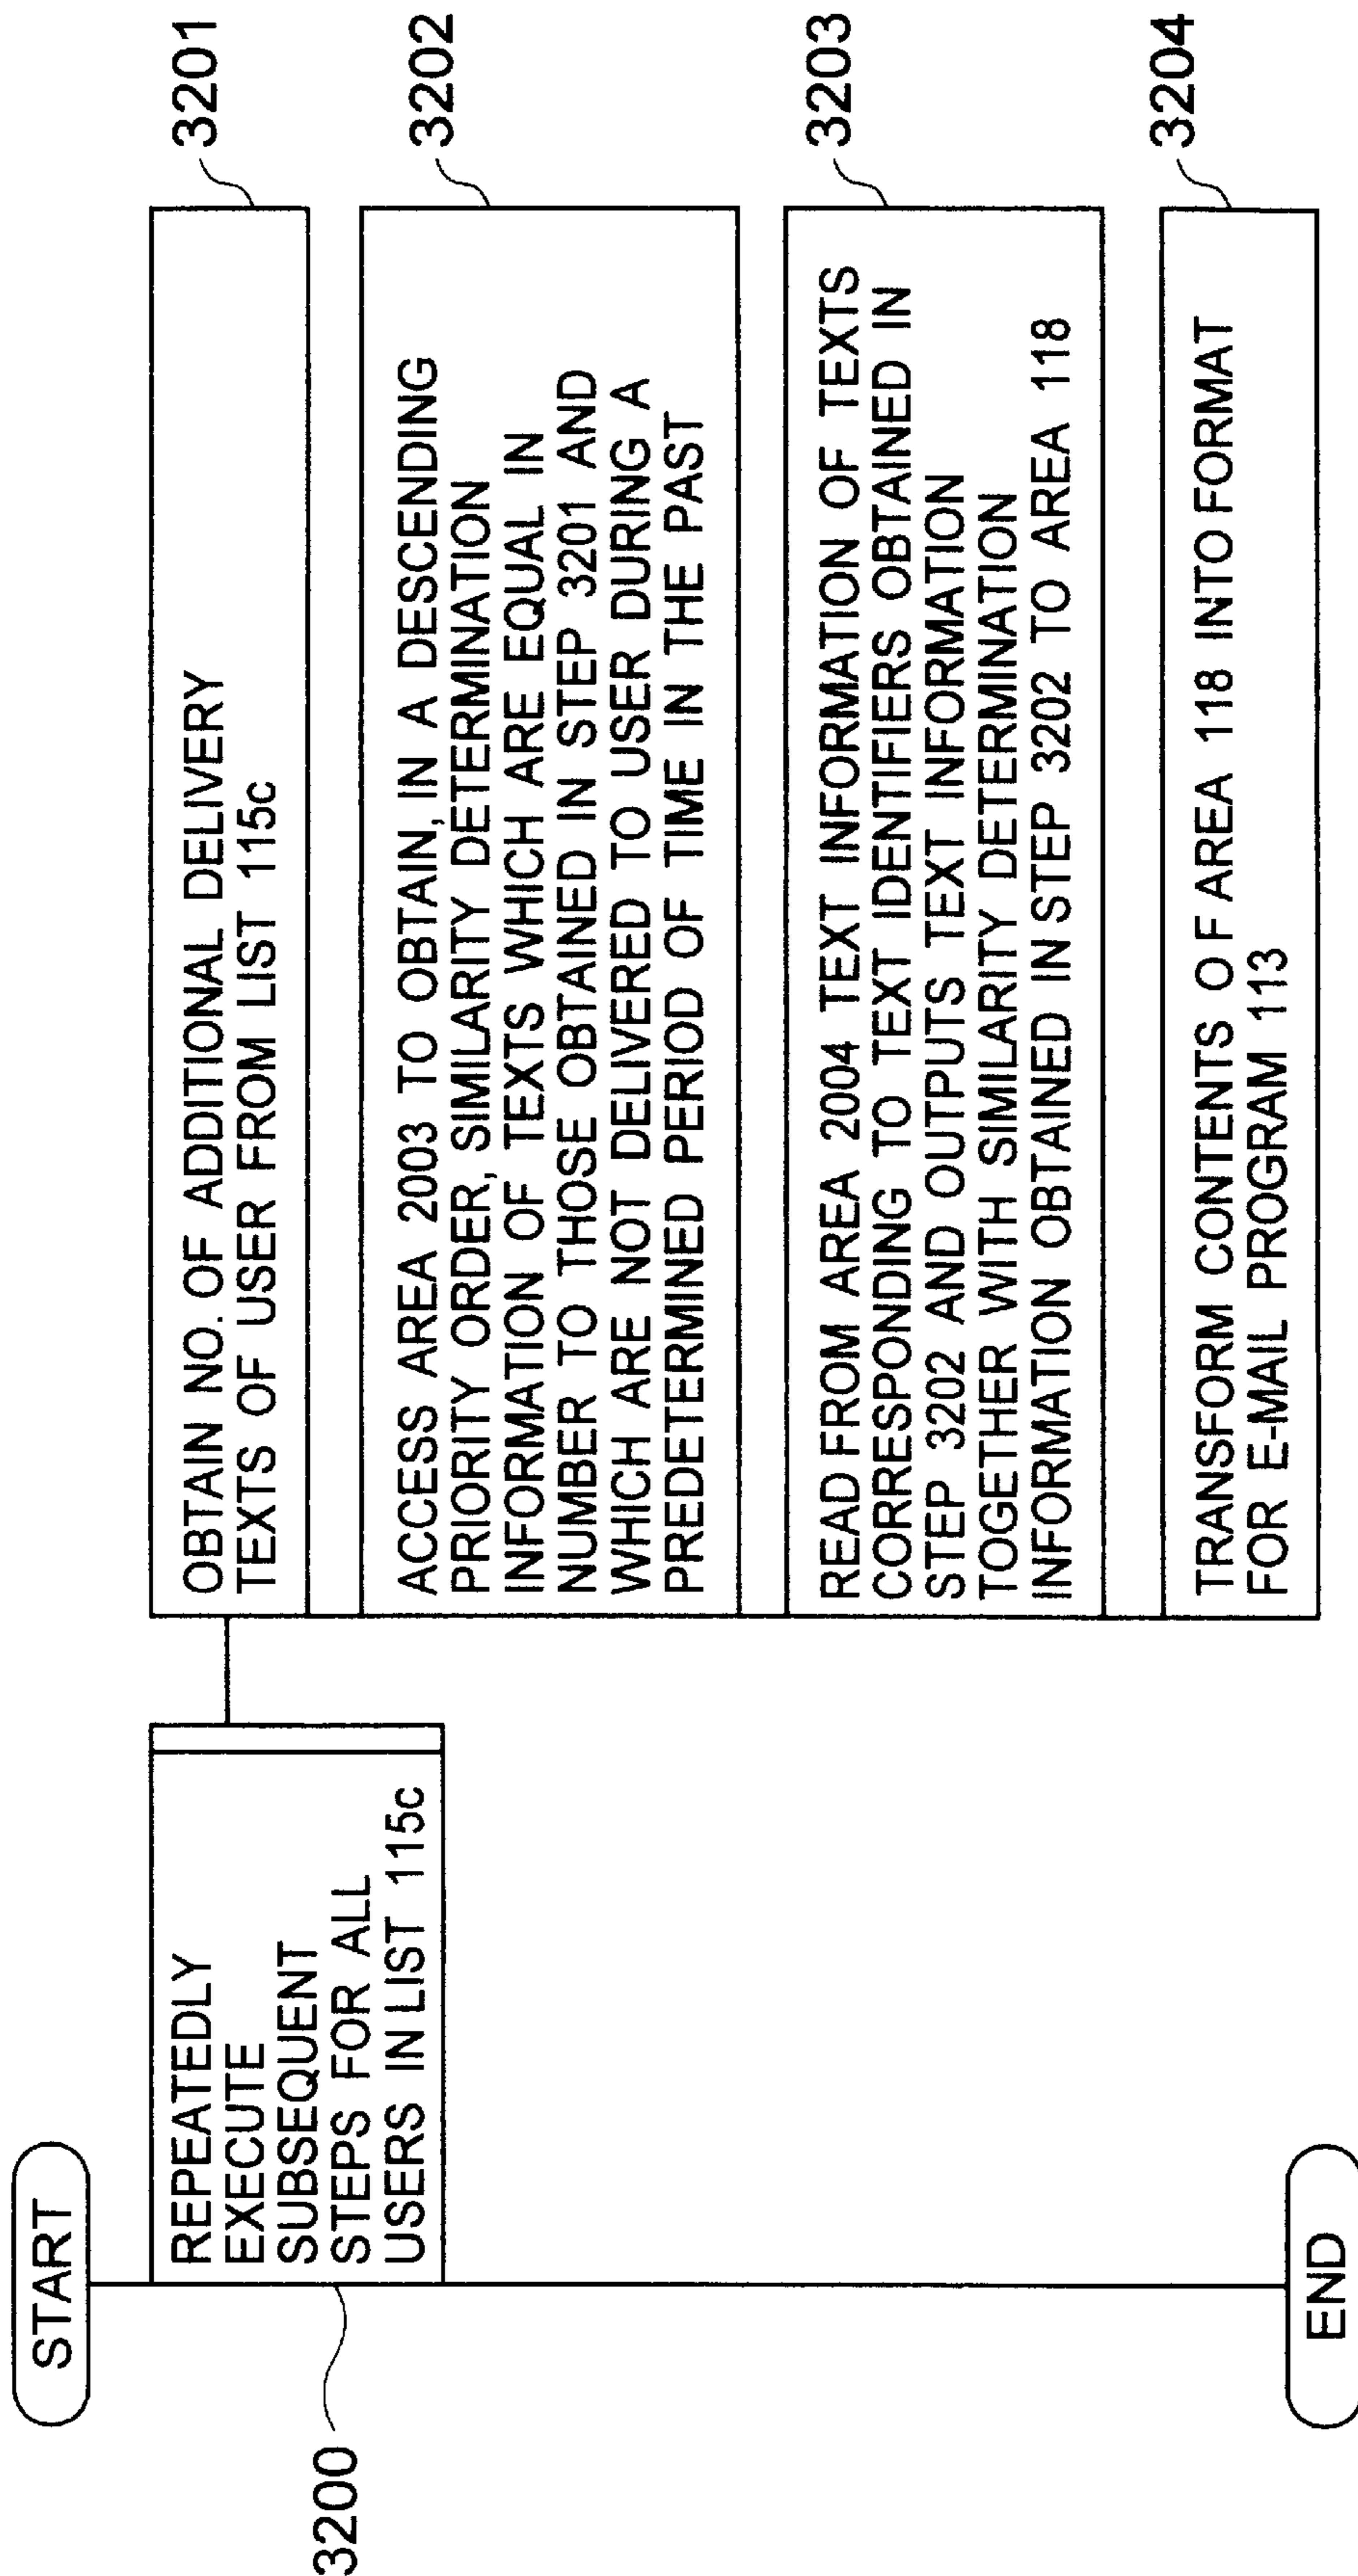 START
3200
REPEATEDLY
EXECUTE
SUBSEQUENT
STEPS FOR ALL
USERS IN LIST 115c
3201
OBTAIN NO. OF ADDITIONAL DELIVERY
TEXTS OF USER FROM LIST 115c
3202
ACCESS AREA 2003 TO OBTAIN, IN A DESCENDING
PRIORITY ORDER, SIMILARITY DETERMINATION
INFORMATION OF TEXTS WHICH ARE EQUAL IN
NUMBER TO THOSE OBTAINED IN STEP 3201 AND
WHICH ARE NOT DELIVERED TO USER DURING A
PREDETERMINED PERIOD OF TIME IN THE PAST
3203
READ FROM AREA 2004 TEXT INFORMATION OF TEXTS
CORRESPONDING TO TEXT IDENTIFIERS OBTAINED IN
STEP 3202 AND OUTPUTS TEXT INFORMATION
TOGETHER WITH SIMILARITY DETERMINATION
INFORMATION OBTAINED IN STEP 3202 TO AREA 118
3204
TRANSFORM CONTENTS O F AREA 118 INTO FORMAT
FOR E-MAIL PROGRAM 113
END